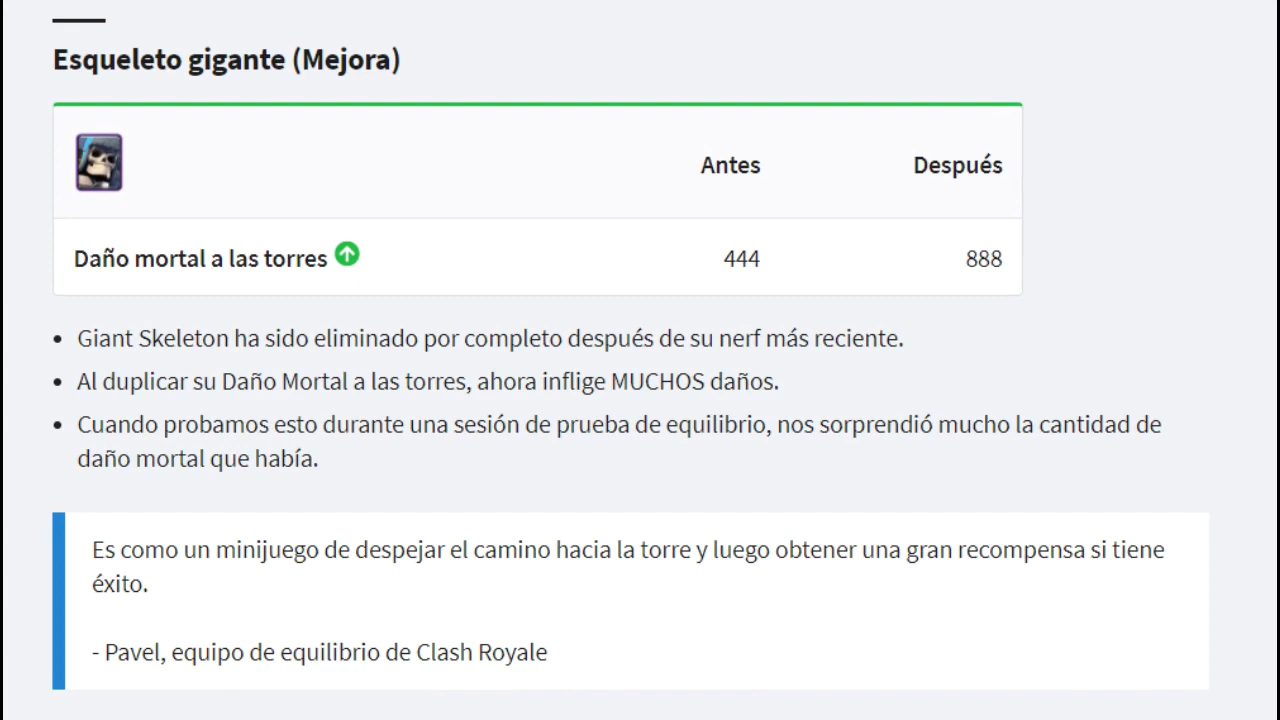 Esqueleto gigante (Mejora)
Antes Después
Daño mortal a las torres 444 888
• Giant Skeleton ha sido eliminado por completo después de su nerf más reciente.
• Al duplicar su Daño Mortal a las torres, ahora inflige MUCHOS daños.
• Cuando probamos esto durante una sesión de prueba de equilibrio, nos sorprendió mucho la cantidad de
daño mortal que había.
Es como un minijuego de despejar el camino hacia la torre y luego obtener una gran recompensa si tiene
éxito.
- Pavel, equipo de equilibrio de Clash Royale